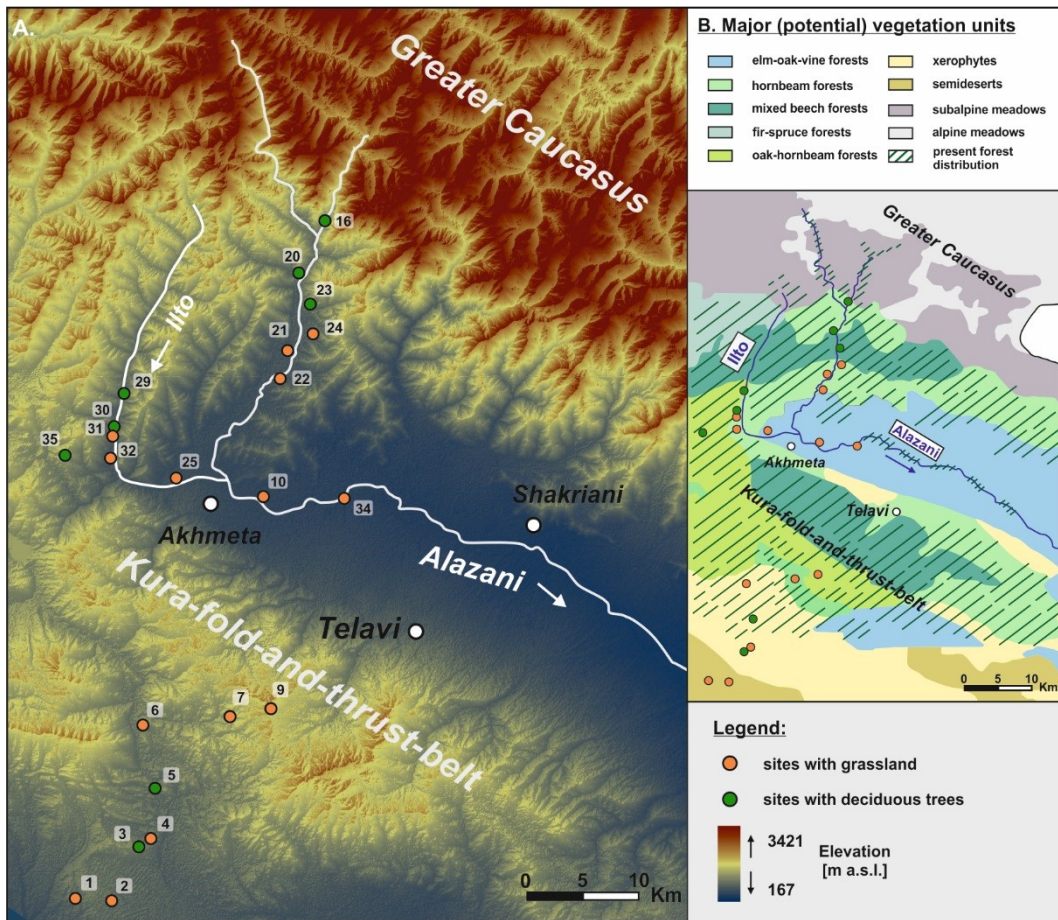 A.
Greater Caucasus
16
20
23
Ilto
21
24
22
29
30
31
35
32
25
10
34
Shakriani
Akhmeta
Alazani
Kura-fold-and-thrust-belt
Telavi
6
7
9
5
3
4
1
2
0 5 10
Km
B. Major (potential) vegetation units
elm-oak-vine forests
hornbeam forests
mixed beech forests
fir-spruce forests
oak-hornbeam forests
xerophytes
semideserts
subalpine meadows
alpine meadows
present forest
distribution
Greater Caucasus
Ilto
Alazani
Akhmeta
Telavi
Kura-fold-and-thrust-belt
0 5 10
Km
Legend:
sites with grassland
sites with deciduous trees
3421
Elevation
[m a.s.l.]
167